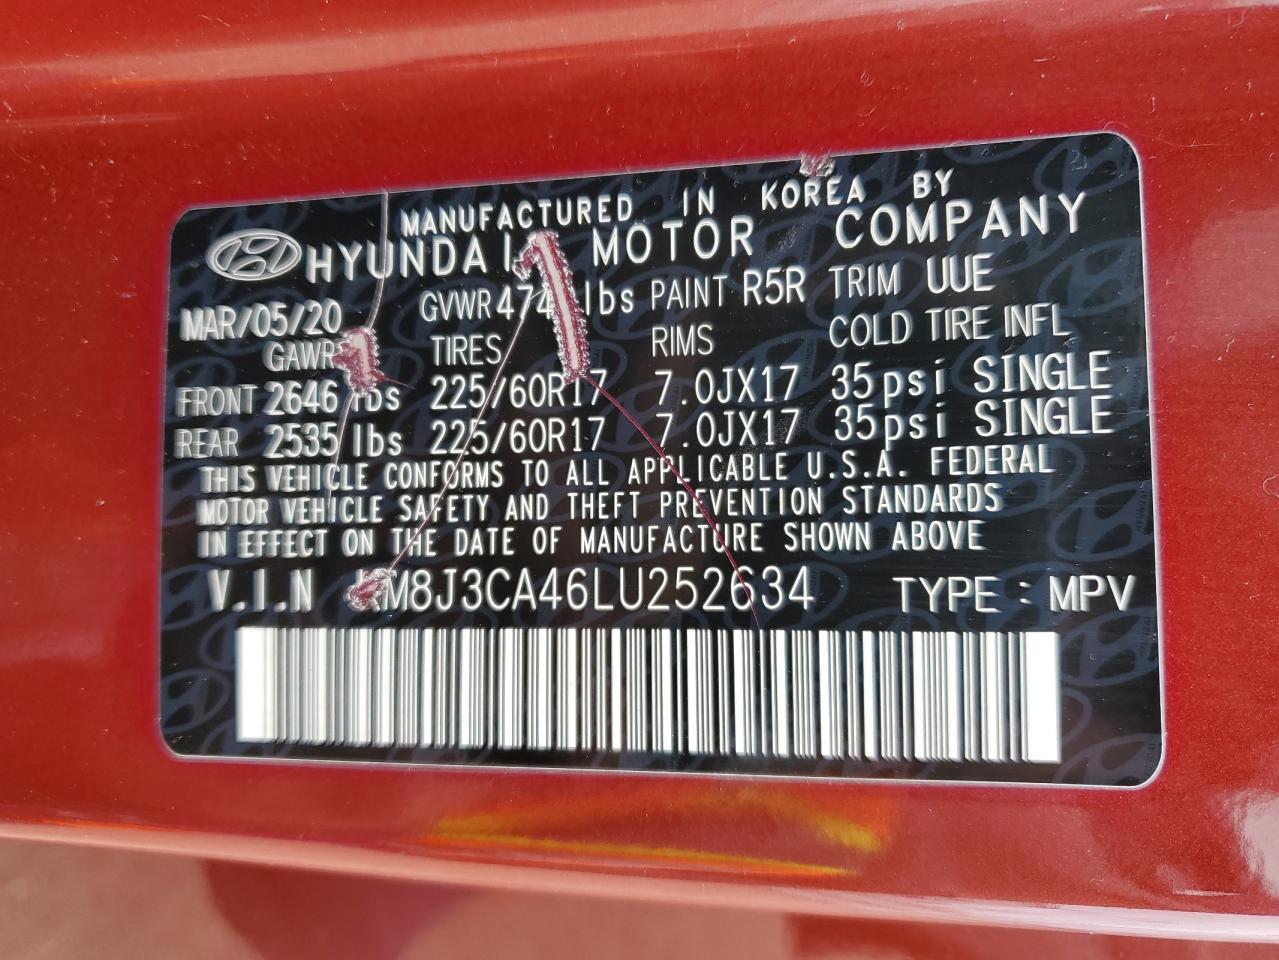 MANUFACTURED IN KOREA BY
HYUNDAI MOTOR COMPANY
MAR/05/20 GVWR lbs PAINT R5R TRIM UUE
GAWR TIRES RIMS COLD TIRE INFL
FRONT 2646 lbs 225/60R17 7.0JX17 35psi SINGLE
REAR 2535 lbs 225/60R17 7.0JX17 35psi SINGLE
THIS VEHICLE CONFORMS TO ALL APPLICABLE U.S.A. FEDERAL
MOTOR VEHICLE SAFETY AND THEFT PREVENTION STANDARDS
IN EFFECT ON THE DATE OF MANUFACTURE SHOWN ABOVE
V.I.N M8J3CA46LU252634 TYPE : MPV